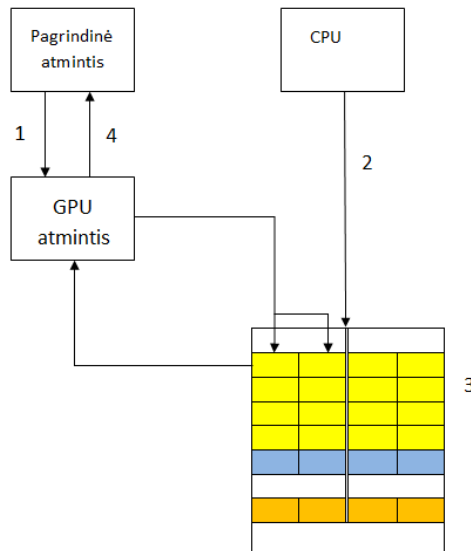 Pagrindinė
atmintis
CPU
1
4
2
GPU
atmintis
3